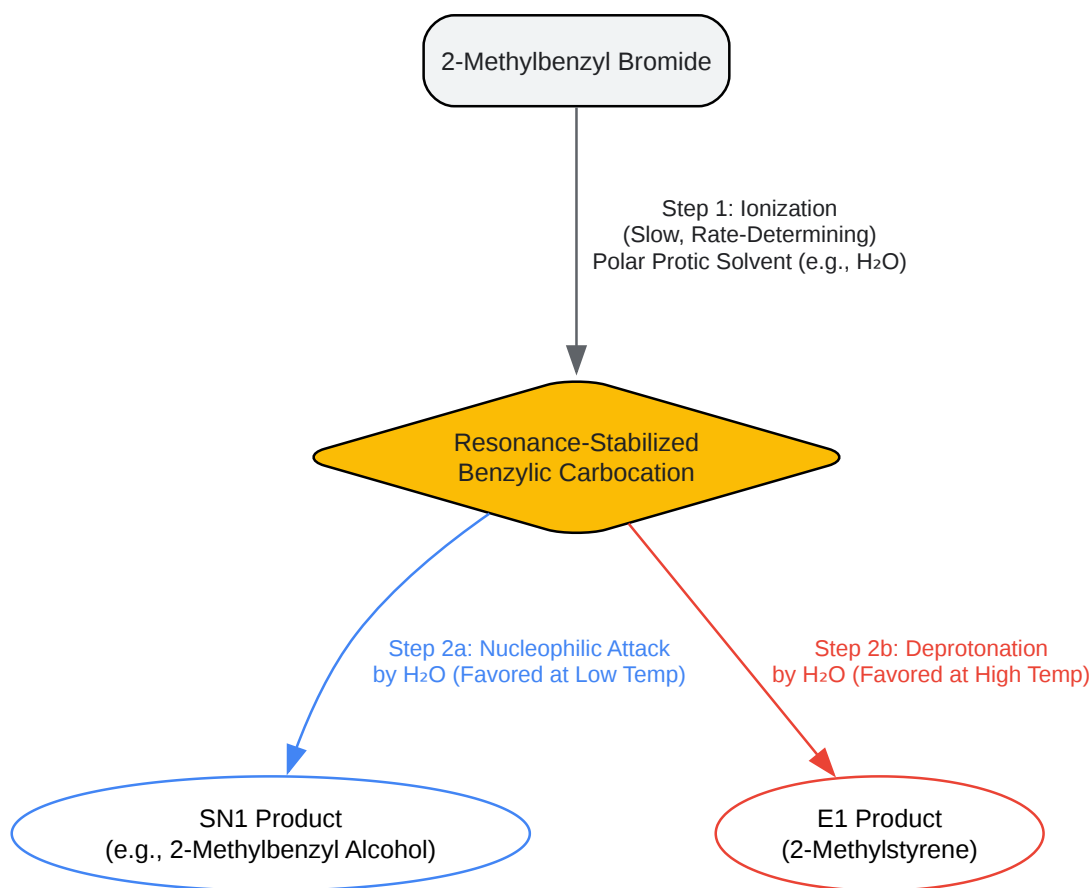 2-Methylbenzyl Bromide
Step 1: Ionization
(Slow, Rate-Determining)
Polar Protic Solvent (e.g., H₂O)
Resonance-Stabilized
Benzylic Carbocation
Step 2a: Nucleophilic Attack
by H₂O (Favored at Low Temp)
Step 2b: Deprotonation
by H₂O (Favored at High Temp)
SN1 Product
(e.g., 2-Methylbenzyl Alcohol)
E1 Product
(2-Methylstyrene)